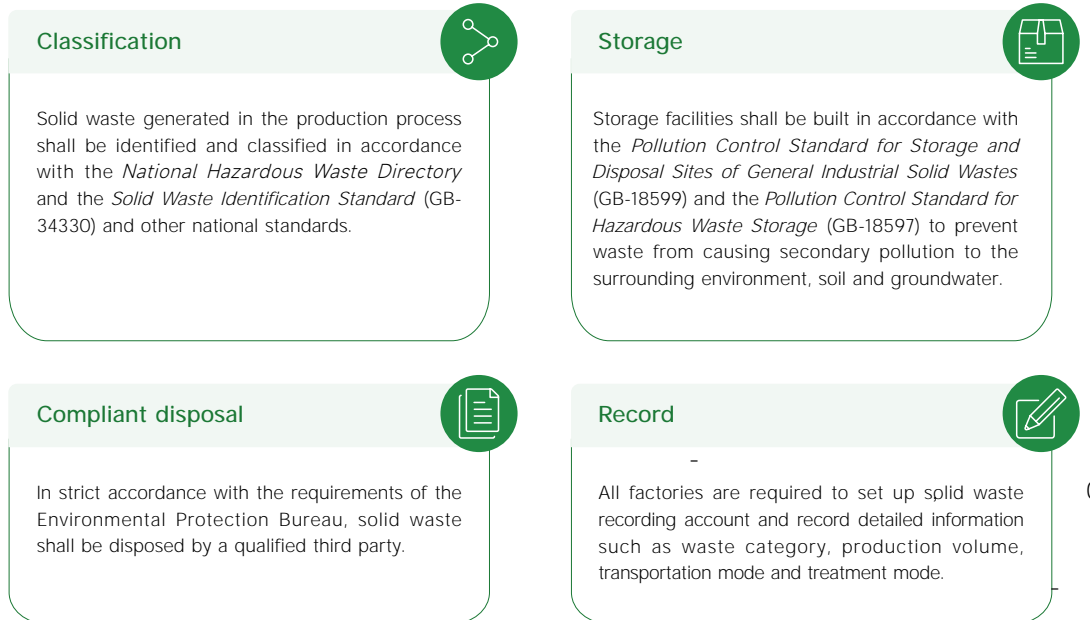 Classification
Solid waste generated in the production process
shall be identified and classified in accordance
with the National Hazardous Waste Directory
and the Solid Waste Identification Standard (GB-
34330) and other national standards.
Storage
Storage facilities shall be built in accordance with
the Pollution Control Standard for Storage and
Disposal Sites of General Industrial Solid Wastes
(GB-18599) and the Pollution Control Standard for
Hazardous Waste Storage (GB-18597) to prevent
waste from causing secondary pollution to the
surrounding environment, soil and groundwater.
Compliant disposal
In strict accordance with the requirements of the
Environmental Protection Bureau, solid waste
shall be disposed by a qualified third party.
Record
All factories are required to set up solid waste
recording account and record detailed information
such as waste category, production volume,
transportation mode and treatment mode.